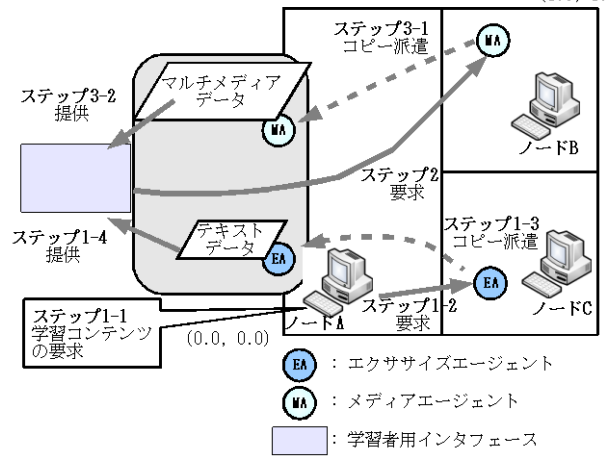 ステップ3-1
コピー派遣
MA
マルチメディア
データ
ステップ3-2
提供
MA
ノードB
ステップ2
要求
テキスト
データ
ステップ1-3
コピー派遣
ステップ1-4
提供
EA
EA
ステップ1-1
学習コンテンツ
の要求
ノードA
ステップ1-2
要求
ノードC
(0.0, 0.0)
EA : エクササイズエージェント
MA : メディアエージェント
: 学習者用インタフェース